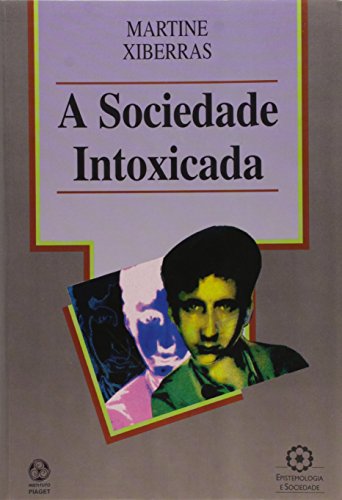 MARTINE
XIBERRAS
A Sociedade
Intoxicada
INSTITUTO
PIAGET
EPISTEMOLOGIA
E SOCIEDADE